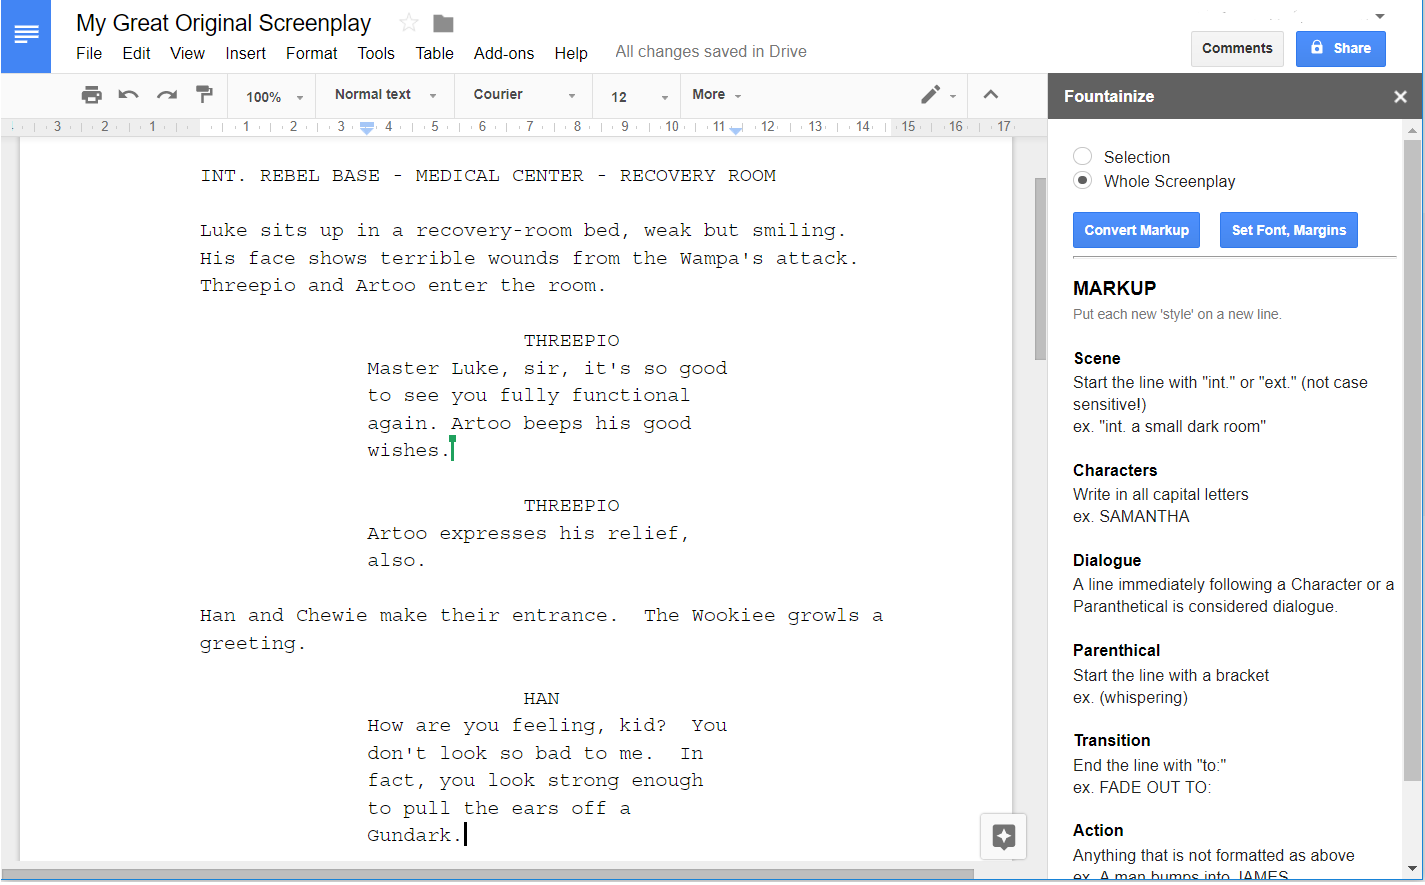 My Great Original Screenplay
File Edit View Insert Format Tools Table Add-ons Help All changes saved in Drive
Comments Share
100% Normal text Courier 12 More
3 2 1 1 2 3 4 5 6 7 8 9 10 11 12 13 14 15 16 17
INT. REBEL BASE - MEDICAL CENTER - RECOVERY ROOM
Luke sits up in a recovery-room bed, weak but smiling.
His face shows terrible wounds from the Wampa's attack.
Threepio and Artoo enter the room.
THREEPIO
Master Luke, sir, it's so good
to see you fully functional
again. Artoo beeps his good
wishes.
THREEPIO
Artoo expresses his relief,
also.
Han and Chewie make their entrance.  The Wookiee growls a
greeting.
HAN
How are you feeling, kid?  You
don't look so bad to me.  In
fact, you look strong enough
to pull the ears off a
Gundark.
Fountainize
Selection
Whole Screenplay
Convert Markup Set Font, Margins
MARKUP
Put each new 'style' on a new line.
Scene
Start the line with "int." or "ext." (not case
sensitive!)
ex. "int. a small dark room"
Characters
Write in all capital letters
ex. SAMANTHA
Dialogue
A line immediately following a Character or a
Paranthetical is considered dialogue.
Parenthical
Start the line with a bracket
ex. (whispering)
Transition
End the line with "to:"
ex. FADE OUT TO:
Action
Anything that is not formatted as above
ex. A man bumps into JAMES